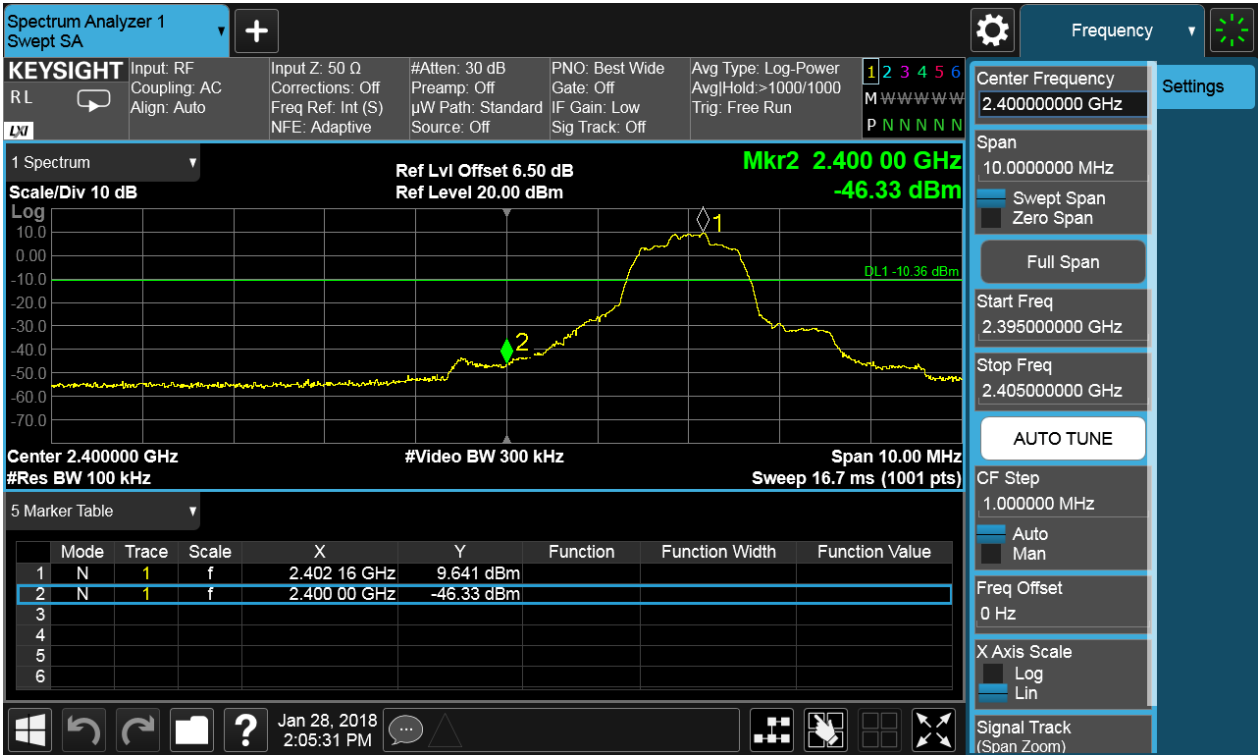 Spectrum Analyzer 1
Swept SA
+
Frequency
KEYSIGHT
R L
LXI
Input: RF
Coupling: AC
Align: Auto
Input Z: 50 Ω
Corrections: Off
Freq Ref: Int (S)
NFE: Adaptive
#Atten: 30 dB
Preamp: Off
µW Path: Standard
Source: Off
PNO: Best Wide
Gate: Off
IF Gain: Low
Sig Track: Off
Avg Type: Log-Power
Avg|Hold:>1000/1000
Trig: Free Run
1 2 3 4 5 6
M W W W W W
P N N N N N
1 Spectrum
Scale/Div 10 dB
Ref Lvl Offset 6.50 dB
Ref Level 20.00 dBm
Mkr2 2.400 00 GHz
-46.33 dBm
Log
10.0
0.00
-10.0
-20.0
-30.0
-40.0
-50.0
-60.0
-70.0
1
2
DL1 -10.36 dBm
Center 2.400000 GHz
#Video BW 300 kHz
Span 10.00 MHz
#Res BW 100 kHz
Sweep 16.7 ms (1001 pts)
5 Marker Table
Mode Trace Scale X Y Function Function Width Function Value
1 N 1 f 2.402 16 GHz 9.641 dBm
2 N 1 f 2.400 00 GHz -46.33 dBm
3
4
5
6
?
Jan 28, 2018
2:05:31 PM
Center Frequency
2.400000000 GHz
Settings
Span
10.0000000 MHz
Swept Span
Zero Span
Full Span
Start Freq
2.395000000 GHz
Stop Freq
2.405000000 GHz
AUTO TUNE
CF Step
1.000000 MHz
Auto
Man
Freq Offset
0 Hz
X Axis Scale
Log
Lin
Signal Track
(Span Zoom)